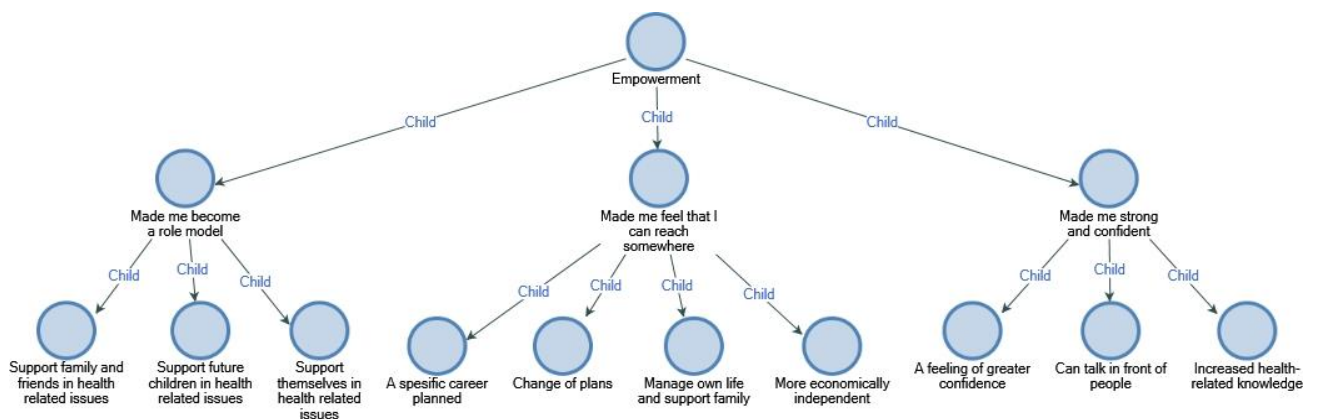 Empowerment
Child
Child
Child
Made me become
a role model
Made me feel that I
can reach
somewhere
Made me strong
and confident
Child
Child
Child
Child
Child
Child
Child
Child
Child
Child
Support family and
friends in health
related issues
Support future
children in health
related issues
Support
themselves in
health related
issues
A spesific career
planned
Change of plans
Manage own life
and support family
More economically
independent
A feeling of greater
confidence
Can talk in front of
people
Increased health-
related knowledge